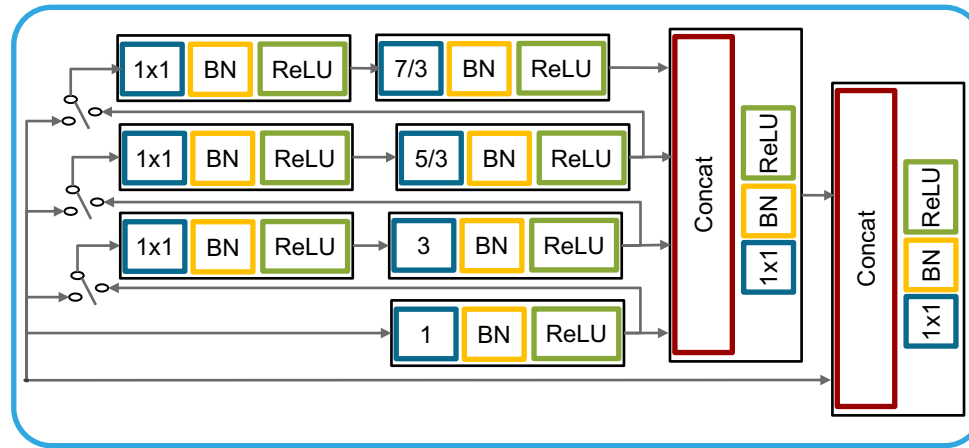 1x1 BN ReLU 7/3 BN ReLU
1x1 BN ReLU 5/3 BN ReLU
1x1 BN ReLU 3 BN ReLU
1 BN ReLU
Concat
1x1 BN ReLU
Concat
1x1 BN ReLU